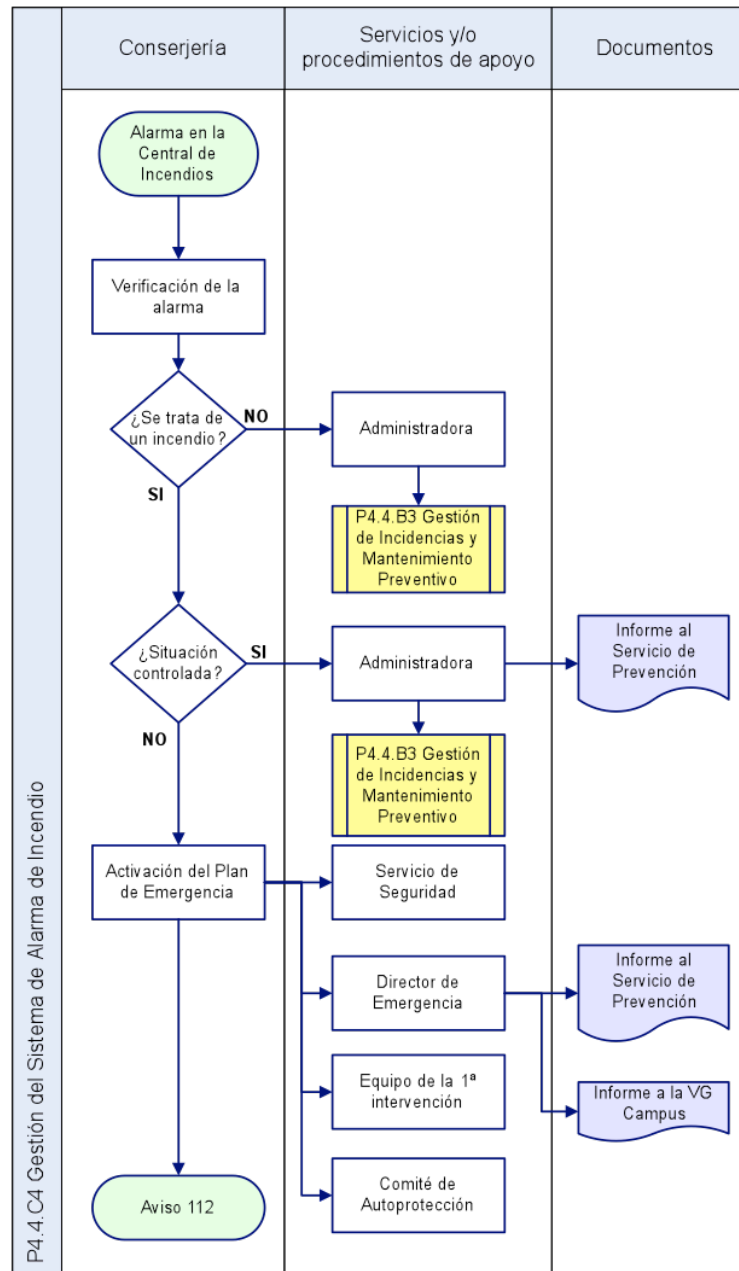 Conserjería
Servicios y/o
procedimientos de apoyo
Documentos
P4.4.C4 Gestión del Sistema de Alarma de Incendio
Alarma en la
Central de
Incendios
Verificación de la
alarma
¿Se trata de
un incendio?
NO
SI
Administradora
P4.4.B3 Gestión
de Incidencias y
Mantenimiento
Preventivo
¿Situación
controlada?
SI
NO
Administradora
Informe al
Servicio de
Prevención
P4.4.B3 Gestión
de Incidencias y
Mantenimiento
Preventivo
Activación del Plan
de Emergencia
Servicio de
Seguridad
Director de
Emergencia
Informe al
Servicio de
Prevención
Equipo de la 1ª
intervención
Informe a la VG
Campus
Comité de
Autoprotección
Aviso 112